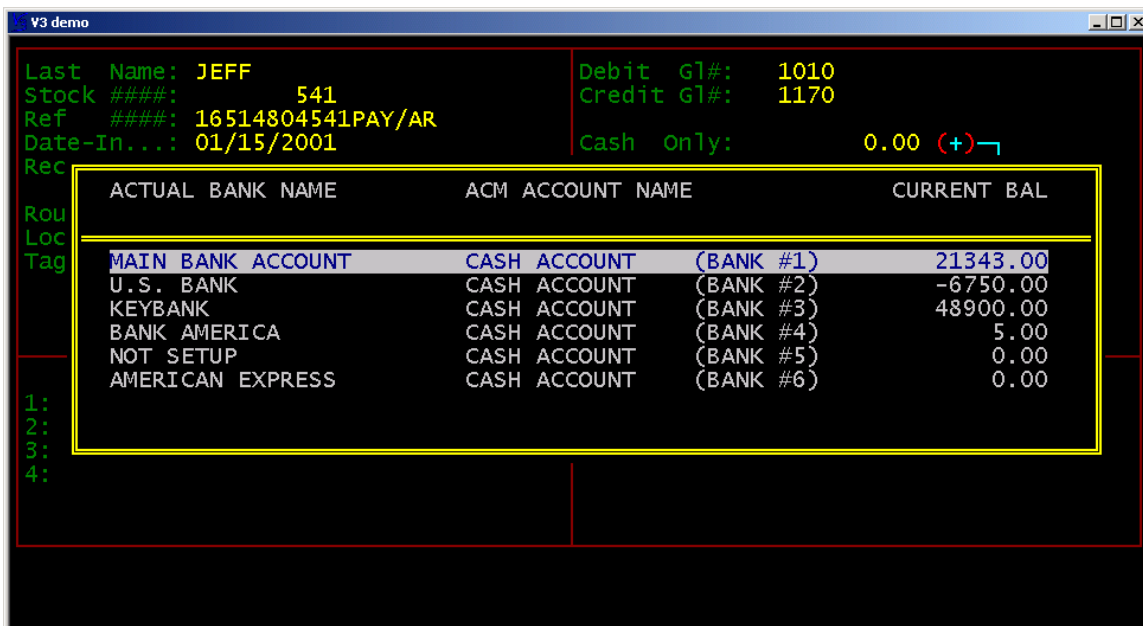 V3 demo
Last Name: JEFF Debit Gl#: 1010
Stock ####: 541 Credit Gl#: 1170
Ref ####: 16514804541PAY/AR
Date-In...: 01/15/2001 Cash Only: 0.00 (+)
Rec
ACTUAL BANK NAME ACM ACCOUNT NAME CURRENT BAL
Rou
Loc
Tag MAIN BANK ACCOUNT CASH ACCOUNT (BANK #1) 21343.00
U.S. BANK CASH ACCOUNT (BANK #2) -6750.00
KEYBANK CASH ACCOUNT (BANK #3) 48900.00
BANK AMERICA CASH ACCOUNT (BANK #4) 5.00
NOT SETUP CASH ACCOUNT (BANK #5) 0.00
AMERICAN EXPRESS CASH ACCOUNT (BANK #6) 0.00
1:
2:
3:
4: